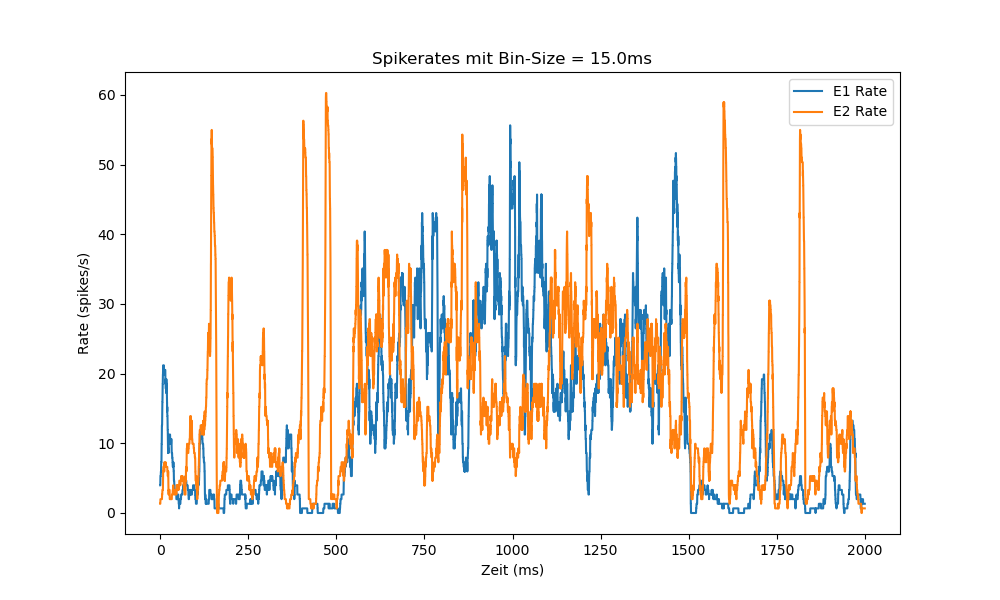 Spikerates mit Bin-Size = 15.0ms
E1 Rate
E2 Rate
Rate (spikes/s)
60
50
40
30
20
10
0
0 250 500 750 1000 1250 1500 1750 2000
Zeit (ms)